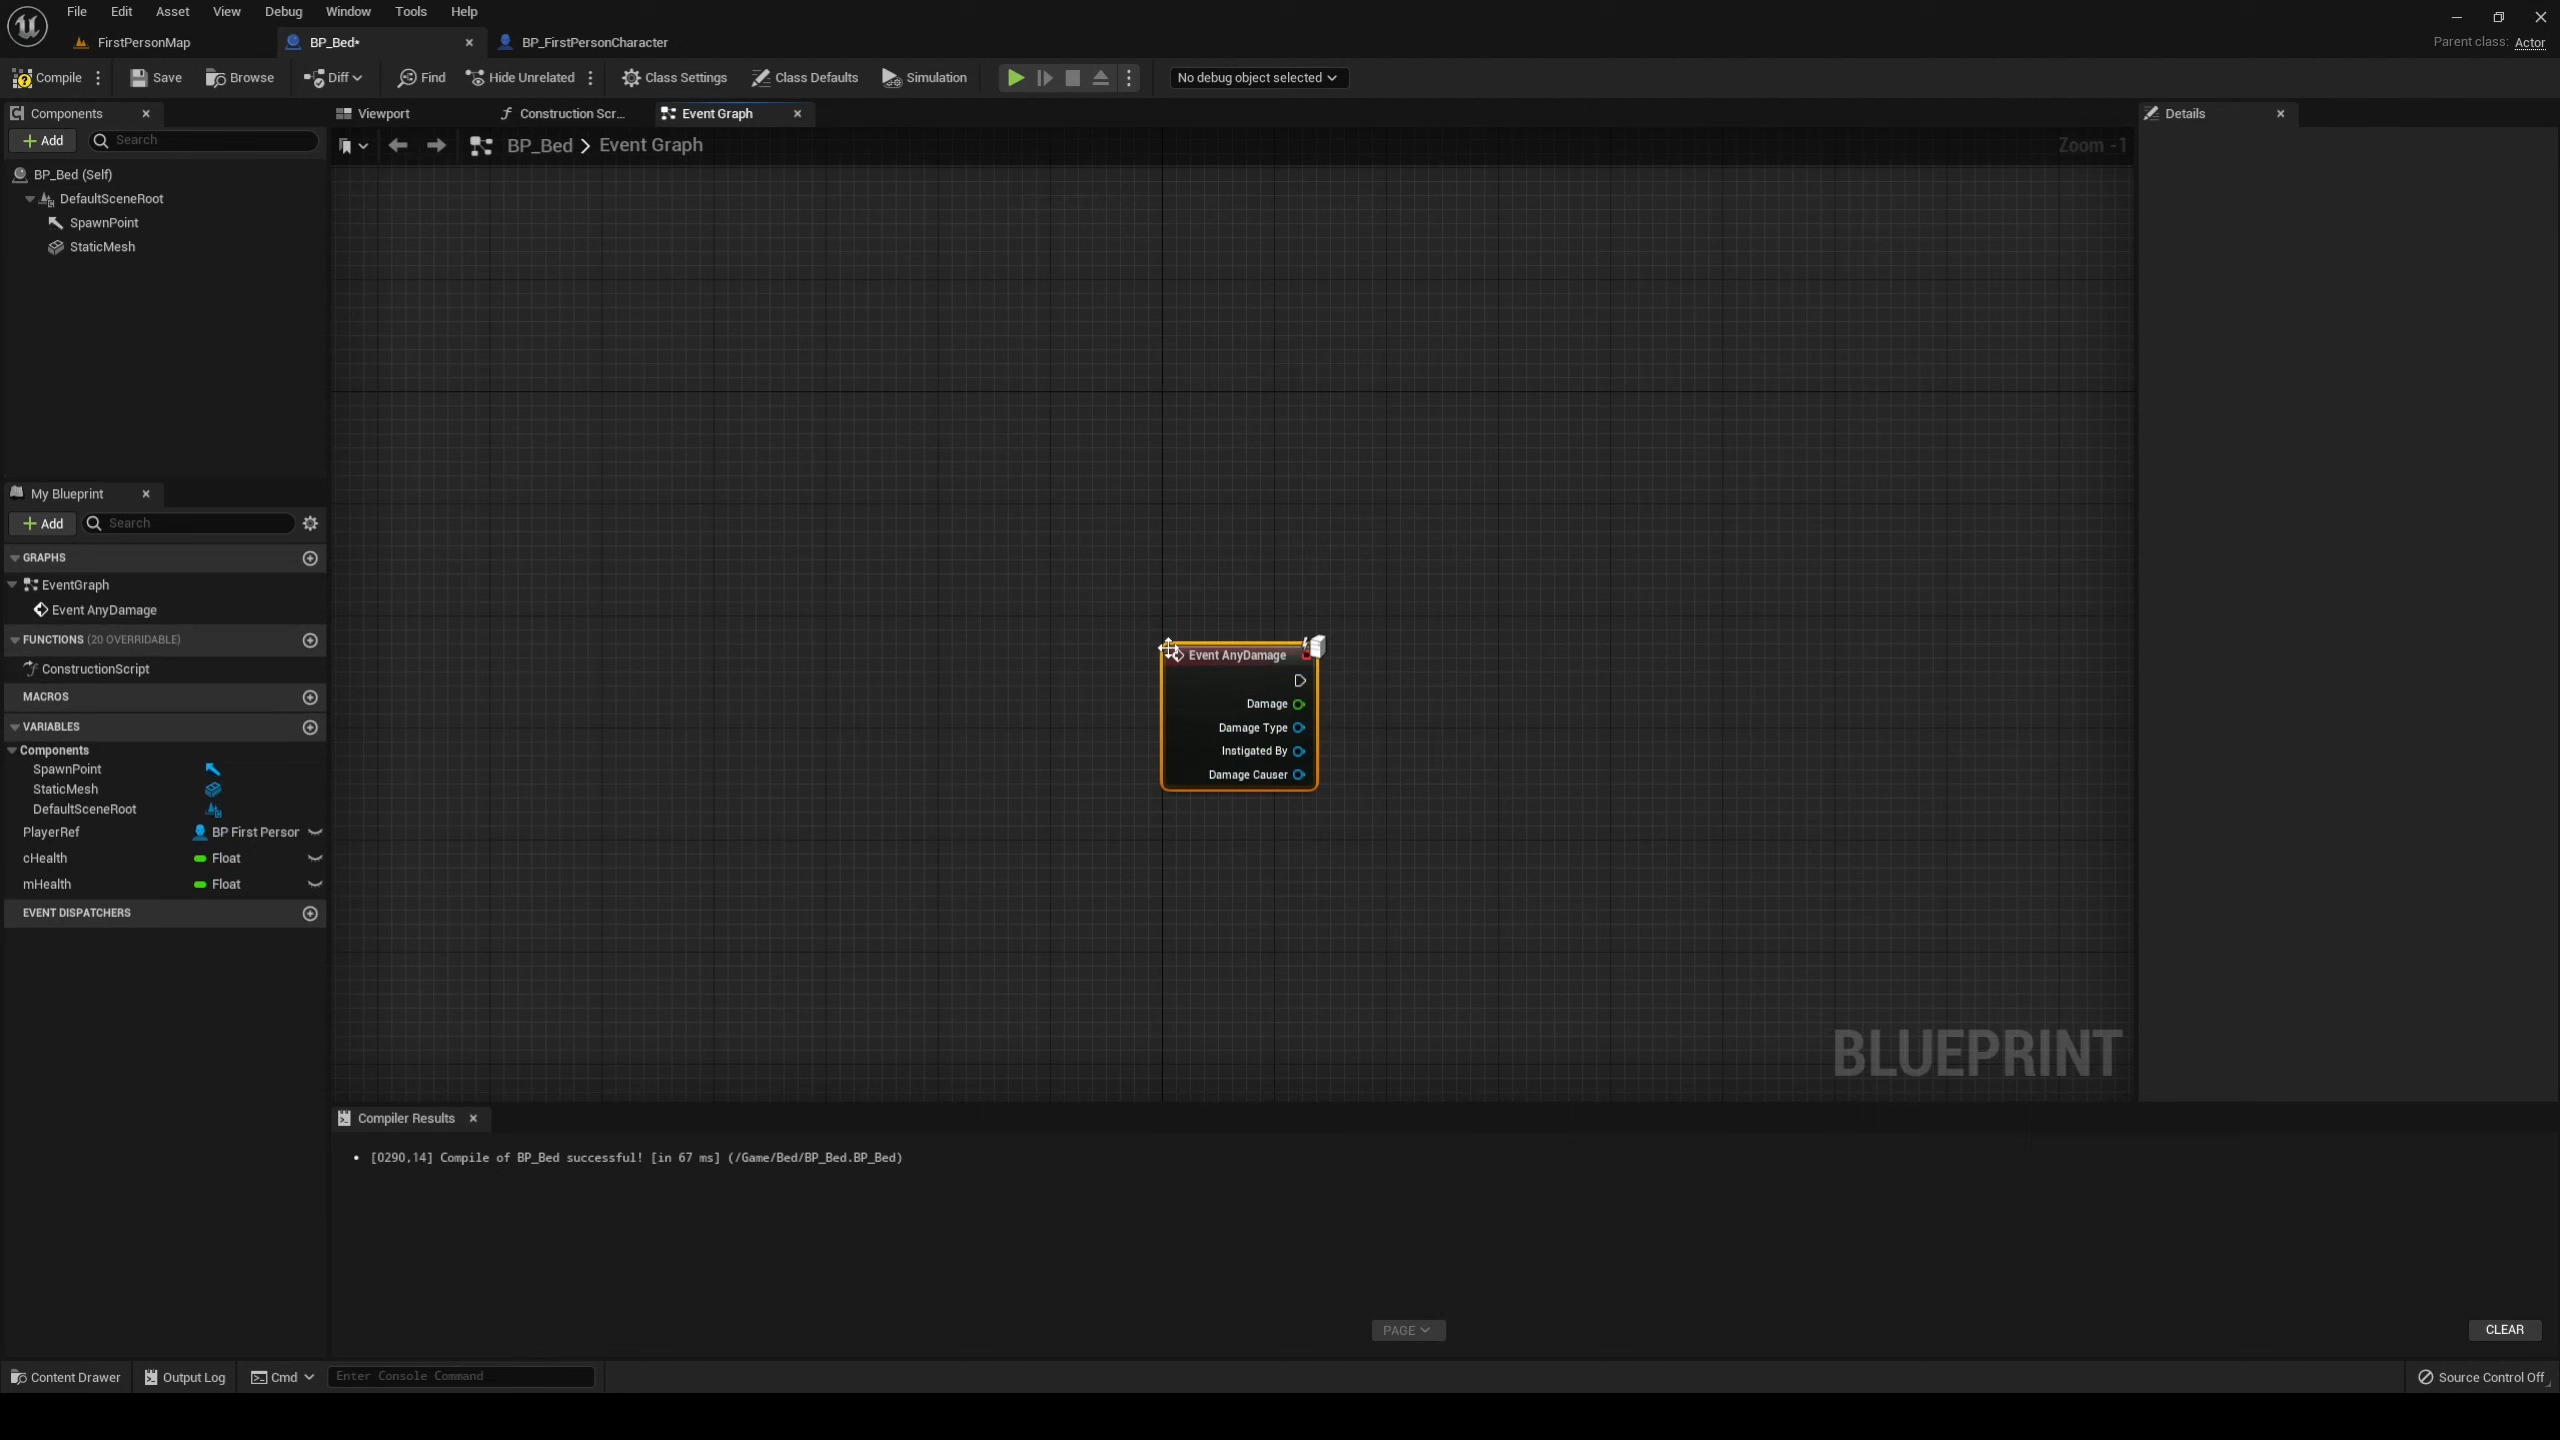 File Edit Asset View Debug Window Tools Help
FirstPersonMap BP_Bed* BP_FirstPersonCharacter Parent class: Actor
Compile Save Browse Diff Find Hide Unrelated Class Settings Class Defaults Simulation No debug object selected
Components Viewport Construction Scr... Event Graph Details
Add Search BP_Bed > Event Graph Zoom -1
BP_Bed (Self)
DefaultSceneRoot
SpawnPoint
StaticMesh
My Blueprint
Add Search
GRAPHS
EventGraph
Event AnyDamage
FUNCTIONS (20 OVERRIDABLE)
ConstructionScript
MACROS
VARIABLES
Components
SpawnPoint
StaticMesh
DefaultSceneRoot
PlayerRef BP First Person
cHealth Float
mHealth Float
EVENT DISPATCHERS
Event AnyDamage
Damage
Damage Type
Instigated By
Damage Causer
BLUEPRINT
Compiler Results
• [0290,14] Compile of BP_Bed successful! [in 67 ms] (/Game/Bed/BP_Bed.BP_Bed)
PAGE
CLEAR
Content Drawer Output Log Cmd Enter Console Command Source Control Off